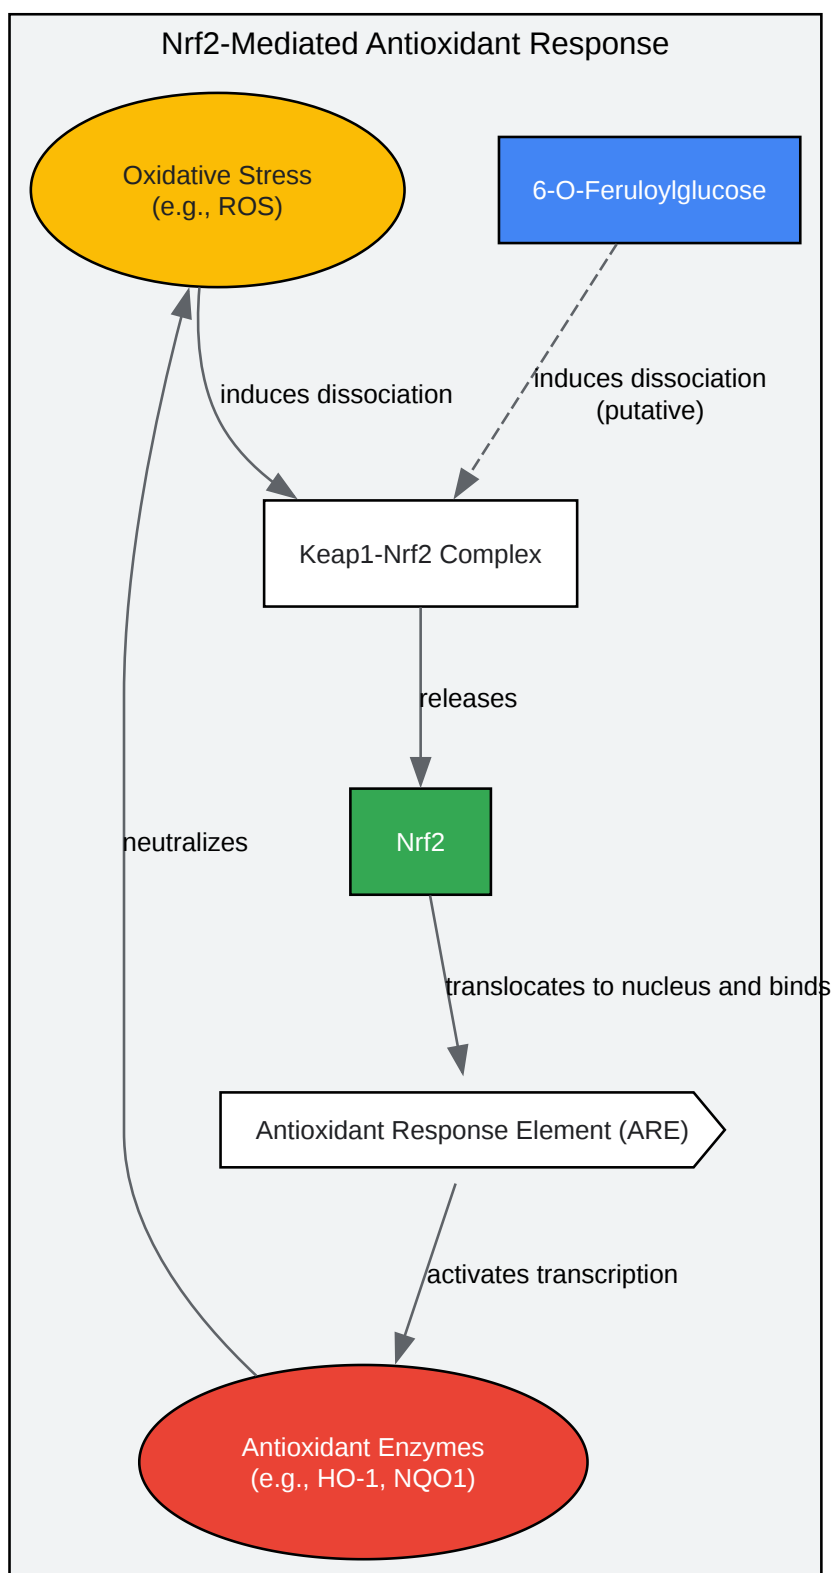 Nrf2-Mediated Antioxidant Response
Oxidative Stress
(e.g., ROS)
6-O-Feruloylglucose
induces dissociation
induces dissociation
(putative)
Keap1-Nrf2 Complex
releases
Nrf2
neutralizes
translocates to nucleus and binds
Antioxidant Response Element (ARE)
activates transcription
Antioxidant Enzymes
(e.g., HO-1, NQO1)